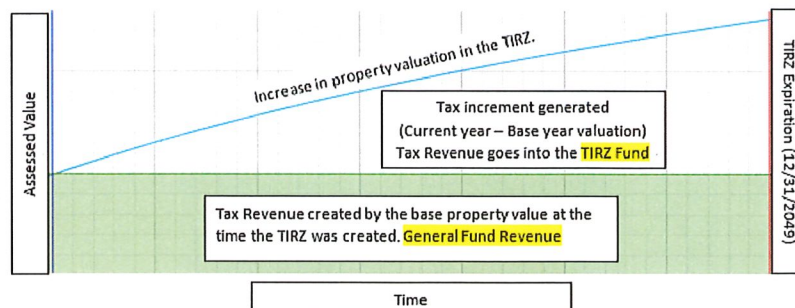 Assessed Value
Increase in property valuation in the TIRZ.
Tax increment generated
(Current year – Base year valuation)
Tax Revenue goes into the TIRZ Fund
Tax Revenue created by the base property value at the
time the TIRZ was created. General Fund Revenue
TIRZ Expiration (12/31/2049)
Time